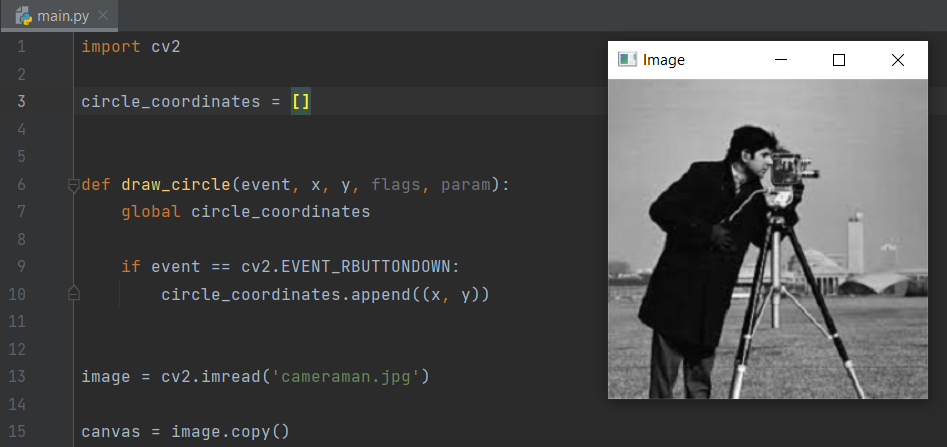 main.py
1 import cv2
2
3 circle_coordinates = []
4
5
6 def draw_circle(event, x, y, flags, param):
7     global circle_coordinates
8
9     if event == cv2.EVENT_RBUTTONDOWN:
10         circle_coordinates.append((x, y))
11
12
13 image = cv2.imread('cameraman.jpg')
14
15 canvas = image.copy()
Image